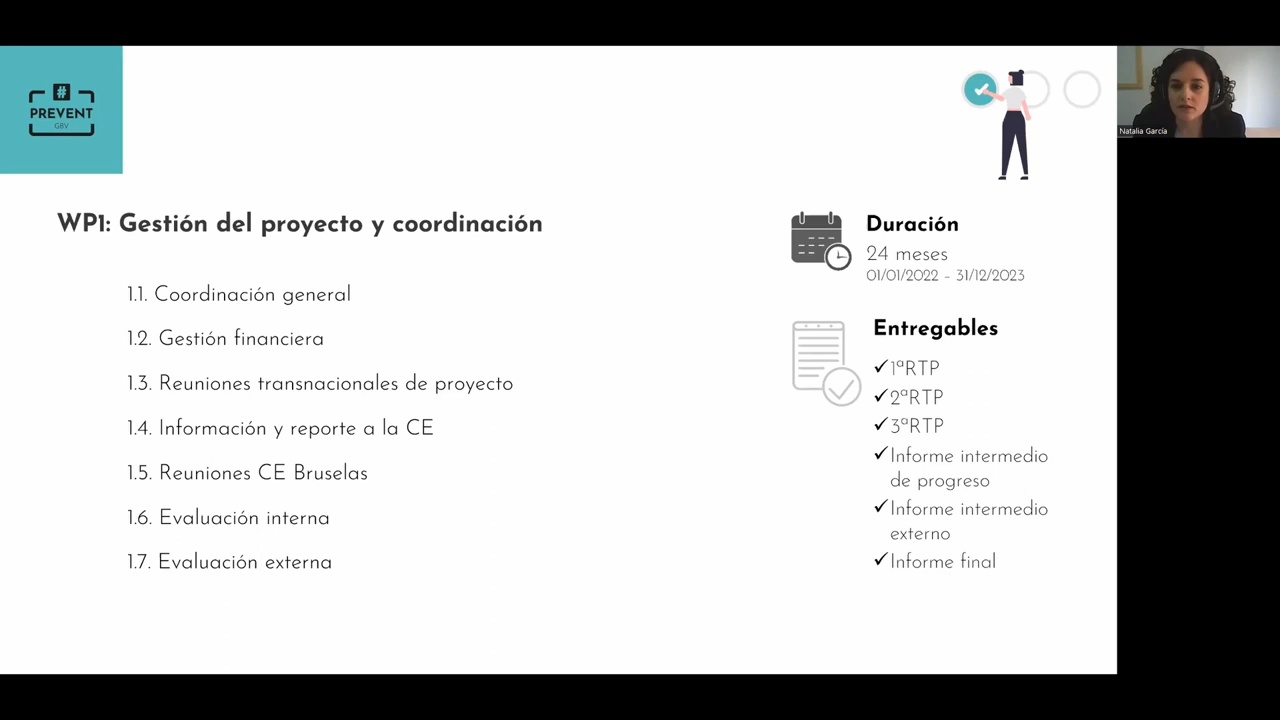 #
PREVENT
GBV
Natalia García
WP1: Gestión del proyecto y coordinación
1.1. Coordinación general
1.2. Gestión financiera
1.3. Reuniones transnacionales de proyecto
1.4. Información y reporte a la CE
1.5. Reuniones CE Bruselas
1.6. Evaluación interna
1.7. Evaluación externa
Duración
24 meses
01/01/2022 – 31/12/2023
Entregables
✓1ªRTP
✓2ªRTP
✓3ªRTP
✓Informe intermedio
de progreso
✓Informe intermedio
externo
✓Informe final